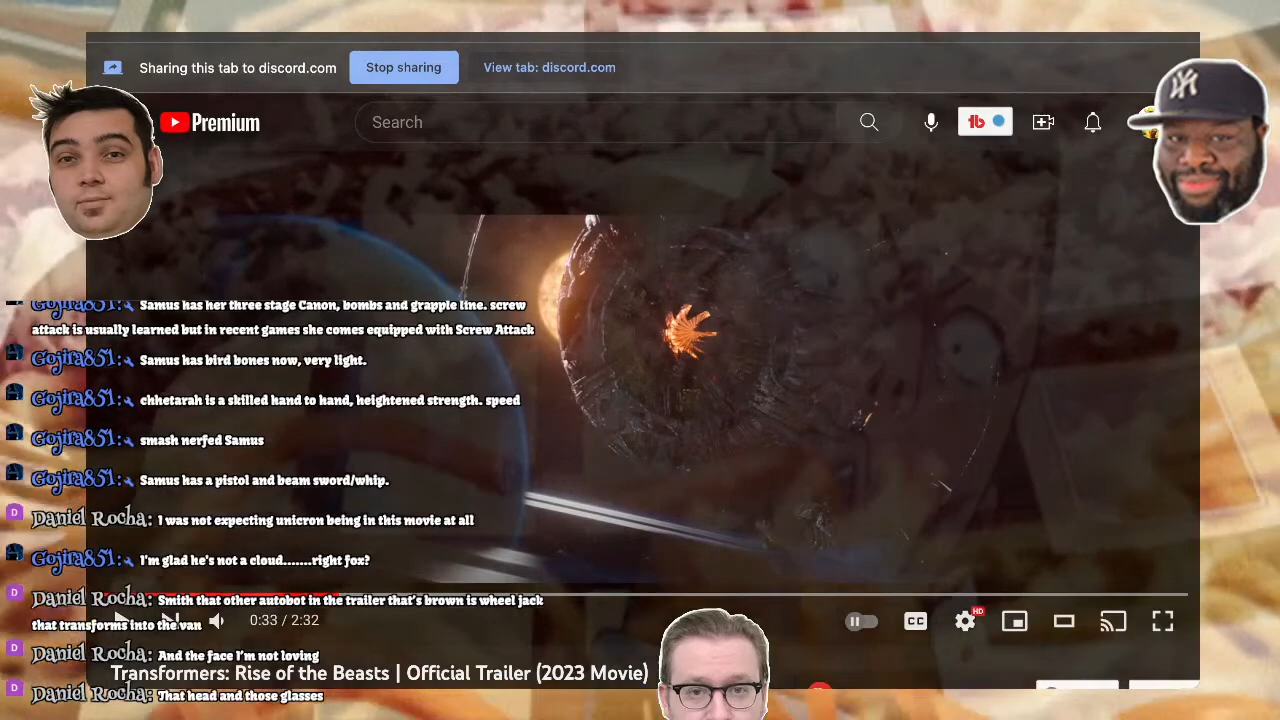 Sharing this tab to discord.com
Stop sharing
View tab: discord.com
Premium
Search
Gojira851: Samus has her three stage Canon, bombs and grapple line. screw
attack is usually learned but in recent games she comes equipped with Screw Attack
Gojira851: Samus has bird bones now, very light.
Gojira851: chhetarah is a skilled hand to hand, heightened strength. speed
Gojira851: smash nerfed Samus
Gojira851: Samus has a pistol and beam sword/whip.
D Daniel Rocha: I was not expecting unicron being in this movie at all
Gojira851: I'm glad he's not a cloud.......right fox?
D Daniel Rocha: Smith that other autobot in the trailer that's brown is wheel jack
that transforms into the van
0:33 / 2:32
CC
HD
D Daniel Rocha: And the face I'm not loving
Transformers: Rise of the Beasts | Official Trailer (2023 Movie)
D Daniel Rocha: That head and those glasses